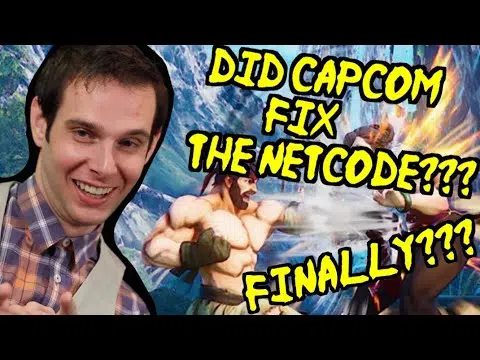 DID CAPCOM
FIX
THE NETCODE???
FINALLY???